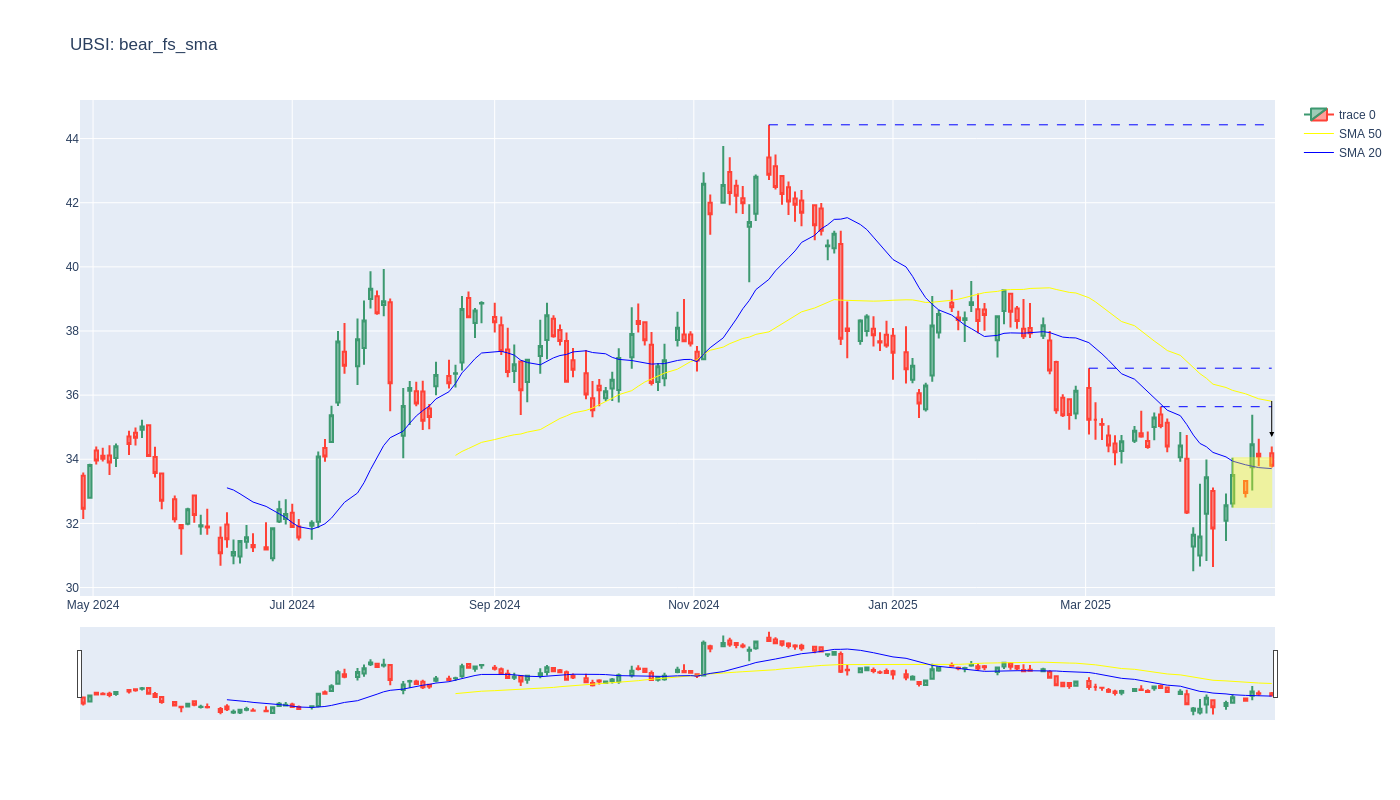 UBSI: bear_fs_sma
trace 0
SMA 50
SMA 20
44
42
40
38
36
34
32
30
May 2024
Jul 2024
Sep 2024
Nov 2024
Jan 2025
Mar 2025